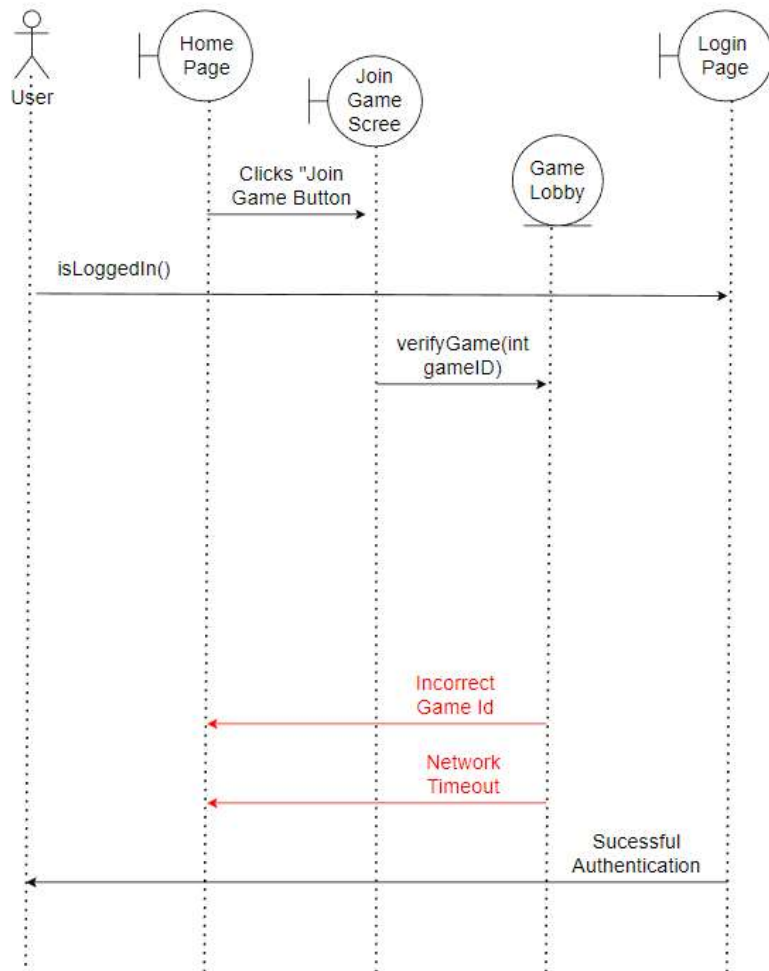 Home
Page
Login
Page
Join
Game
Scree
User
Game
Lobby
Clicks "Join
Game Button
isLoggedIn()
verifyGame(int
gameID)
Incorrect
Game Id
Network
Timeout
Sucessful
Authentication